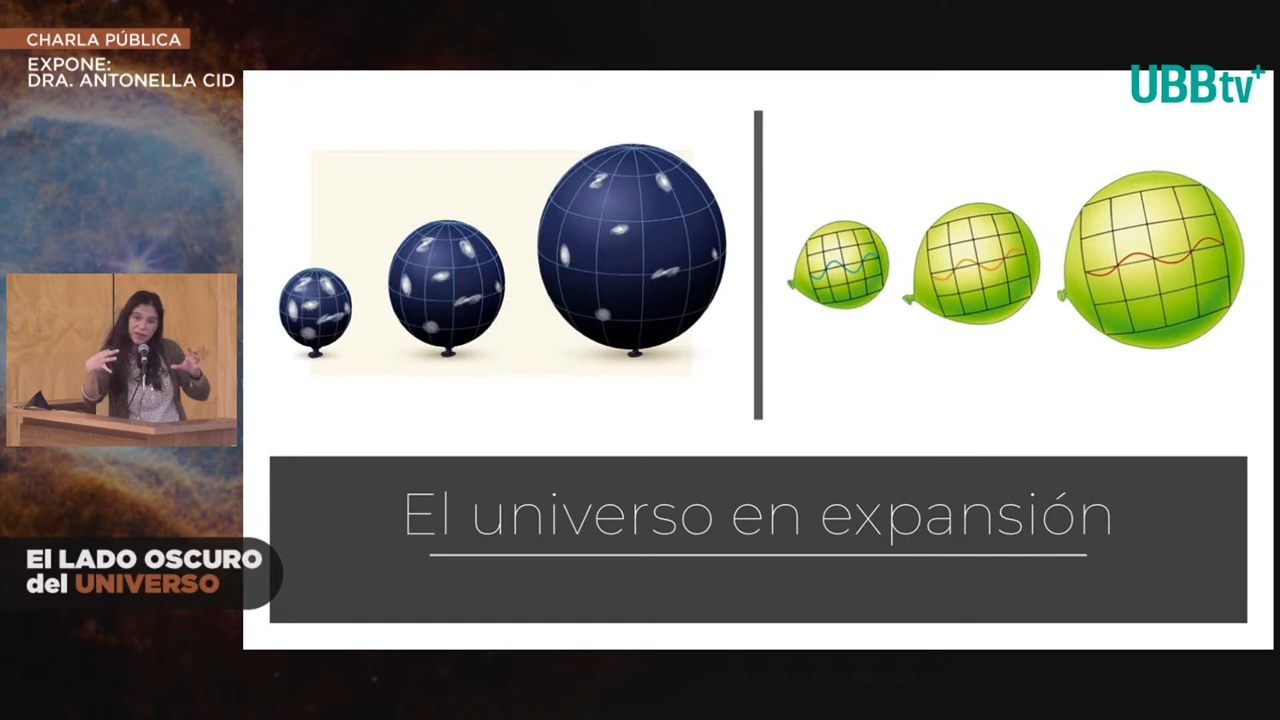 CHARLA PÚBLICA
EXPONE:
DRA. ANTONELLA CID
UBBtv+
El universo en expansión
El LADO OSCURO
del UNIVERSO